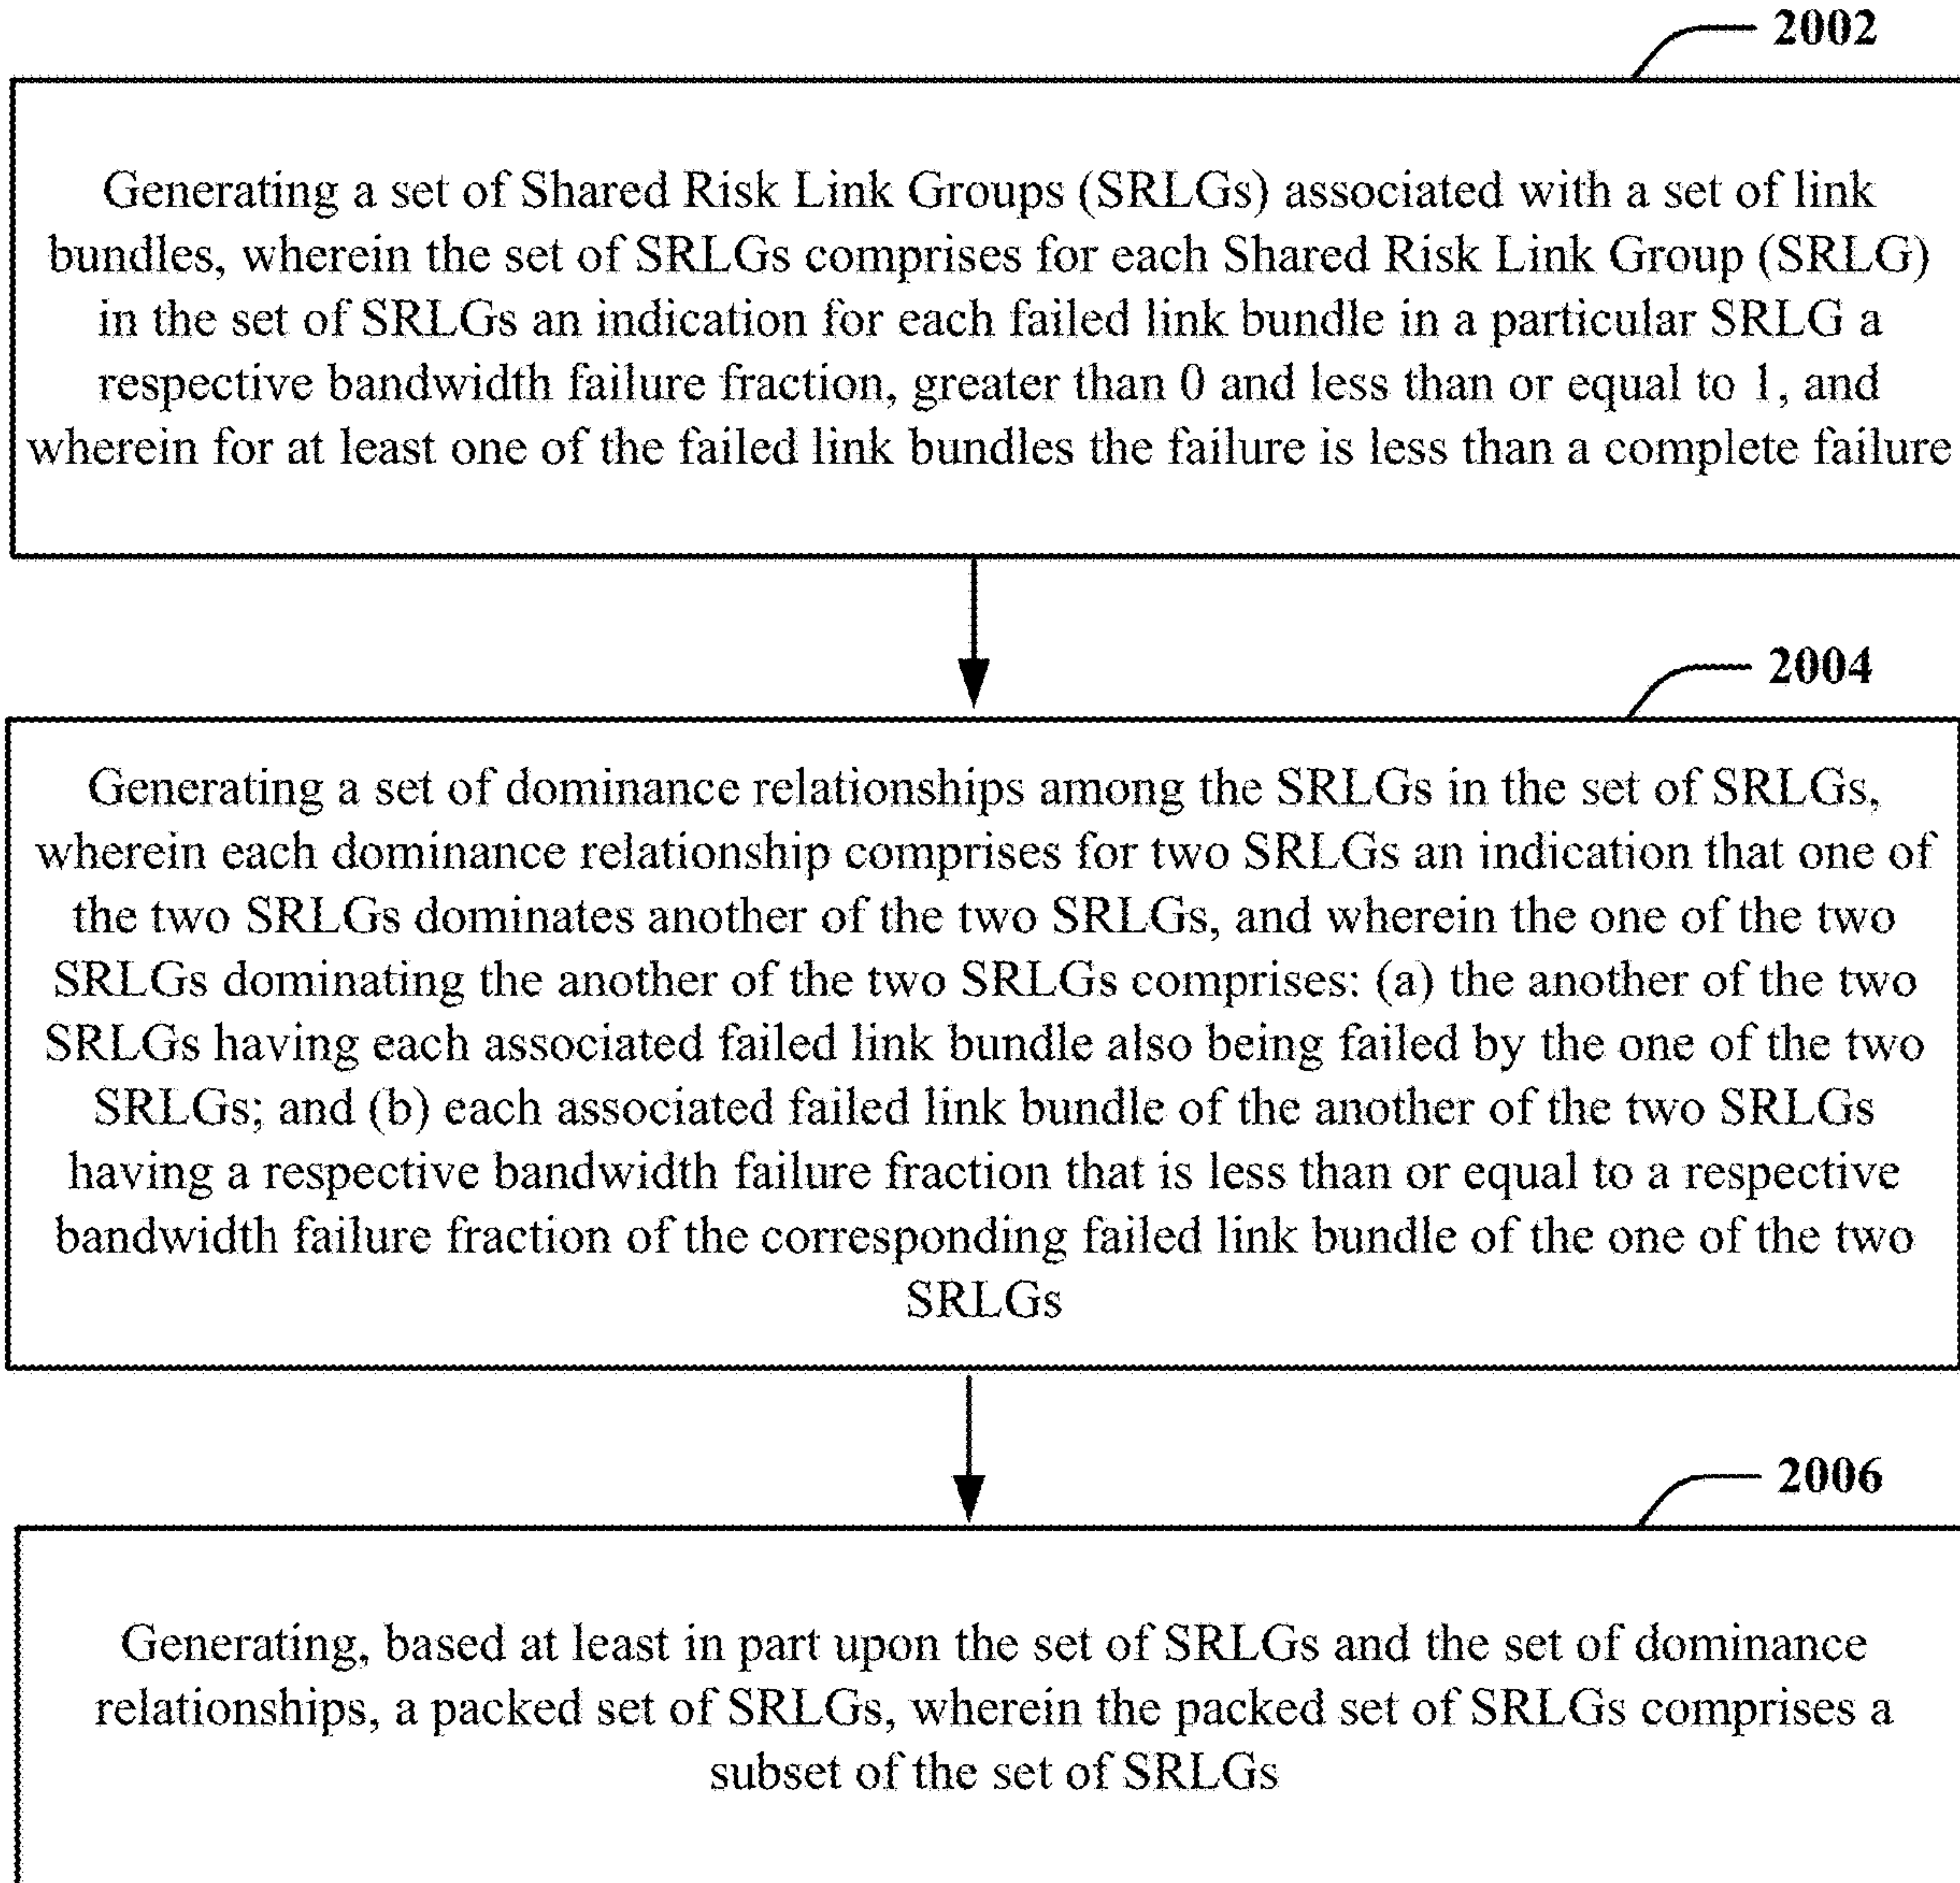 2002
Generating a set of Shared Risk Link Groups (SRLGs) associated with a set of link
bundles, wherein the set of SRLGs comprises for each Shared Risk Link Group (SRLG)
in the set of SRLGs an indication for each failed link bundle in a particular SRLG a
respective bandwidth failure fraction, greater than 0 and less than or equal to 1, and
wherein for at least one of the failed link bundles the failure is less than a complete failure
2004
Generating a set of dominance relationships among the SRLGs in the set of SRLGs,
wherein each dominance relationship comprises for two SRLGs an indication that one of
the two SRLGs dominates another of the two SRLGs, and wherein the one of the two
SRLGs dominating the another of the two SRLGs comprises: (a) the another of the two
SRLGs having each associated failed link bundle also being failed by the one of the two
SRLGs; and (b) each associated failed link bundle of the another of the two SRLGs
having a respective bandwidth failure fraction that is less than or equal to a respective
bandwidth failure fraction of the corresponding failed link bundle of the one of the two
SRLGs
2006
Generating, based at least in part upon the set of SRLGs and the set of dominance
relationships, a packed set of SRLGs, wherein the packed set of SRLGs comprises a
subset of the set of SRLGs